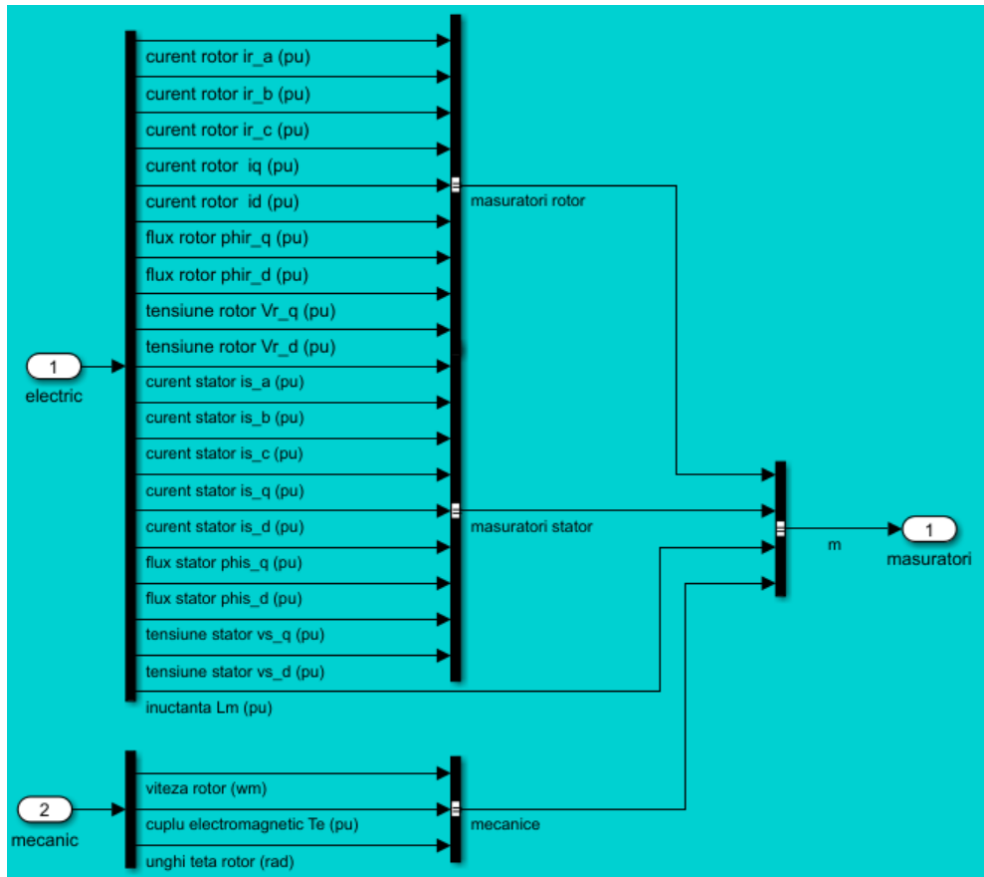 curent rotor ir_a (pu)
curent rotor ir_b (pu)
curent rotor ir_c (pu)
curent rotor  iq (pu)
curent rotor  id (pu)
flux rotor phir_q (pu)
flux rotor phir_d (pu)
tensiune rotor Vr_q (pu)
tensiune rotor Vr_d (pu)
curent stator is_a (pu)
curent stator is_b (pu)
curent stator is_c (pu)
curent stator is_q (pu)
curent stator is_d (pu)
flux stator phis_q (pu)
flux stator phis_d (pu)
tensiune stator vs_q (pu)
tensiune stator vs_d (pu)
inuctanta Lm (pu)
1
electric
masuratori rotor
masuratori stator
m
1
masuratori
2
mecanic
viteza rotor (wm)
cuplu electromagnetic Te (pu)
unghi teta rotor (rad)
mecanice